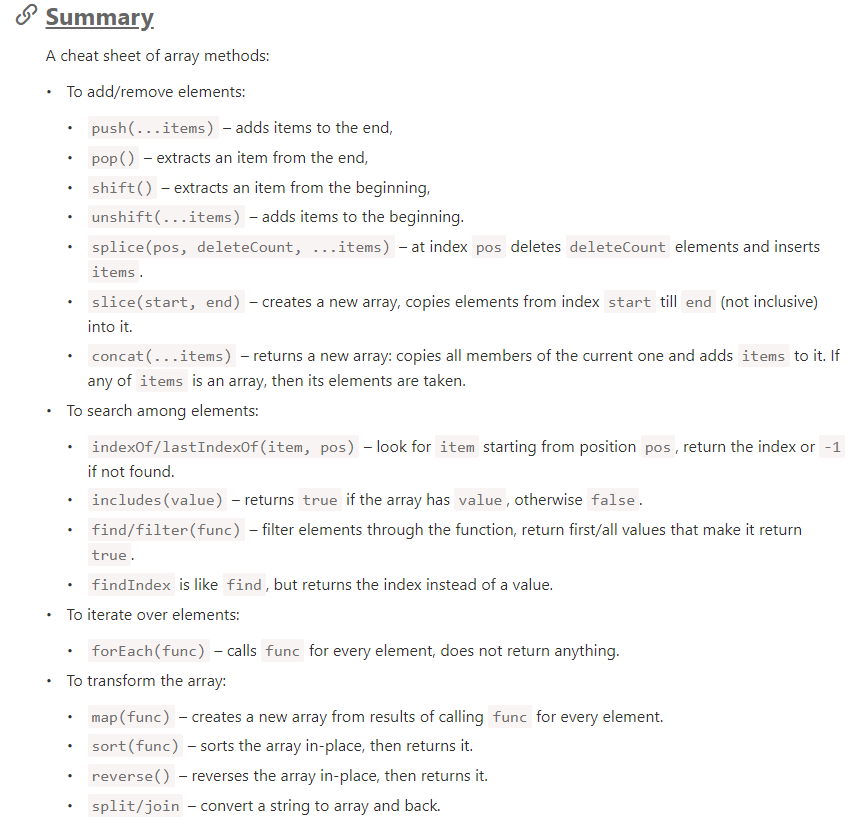 Summary
A cheat sheet of array methods:
• To add/remove elements:
• push(...items) – adds items to the end,
• pop() – extracts an item from the end,
• shift() – extracts an item from the beginning,
• unshift(...items) – adds items to the beginning.
• splice(pos, deleteCount, ...items) – at index pos deletes deleteCount elements and inserts
items.
• slice(start, end) – creates a new array, copies elements from index start till end (not inclusive)
into it.
• concat(...items) – returns a new array: copies all members of the current one and adds items to it. If
any of items is an array, then its elements are taken.
• To search among elements:
• indexOf/lastIndexOf(item, pos) – look for item starting from position pos, return the index or -1
if not found.
• includes(value) – returns true if the array has value, otherwise false.
• find/filter(func) – filter elements through the function, return first/all values that make it return
true.
• findIndex is like find, but returns the index instead of a value.
• To iterate over elements:
• forEach(func) – calls func for every element, does not return anything.
• To transform the array:
• map(func) – creates a new array from results of calling func for every element.
• sort(func) – sorts the array in-place, then returns it.
• reverse() – reverses the array in-place, then returns it.
• split/join – convert a string to array and back.